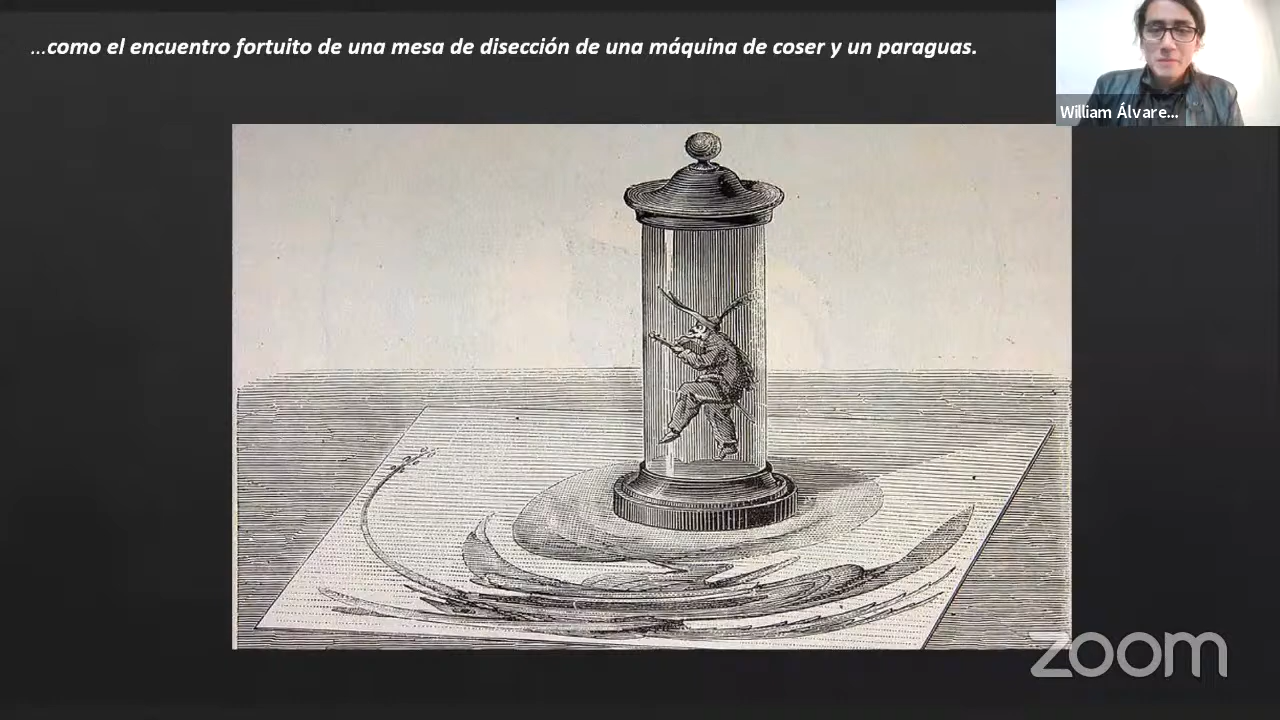 ...como el encuentro fortuito de una mesa de disección de una máquina de coser y un paraguas.
William Álvare...
zoom